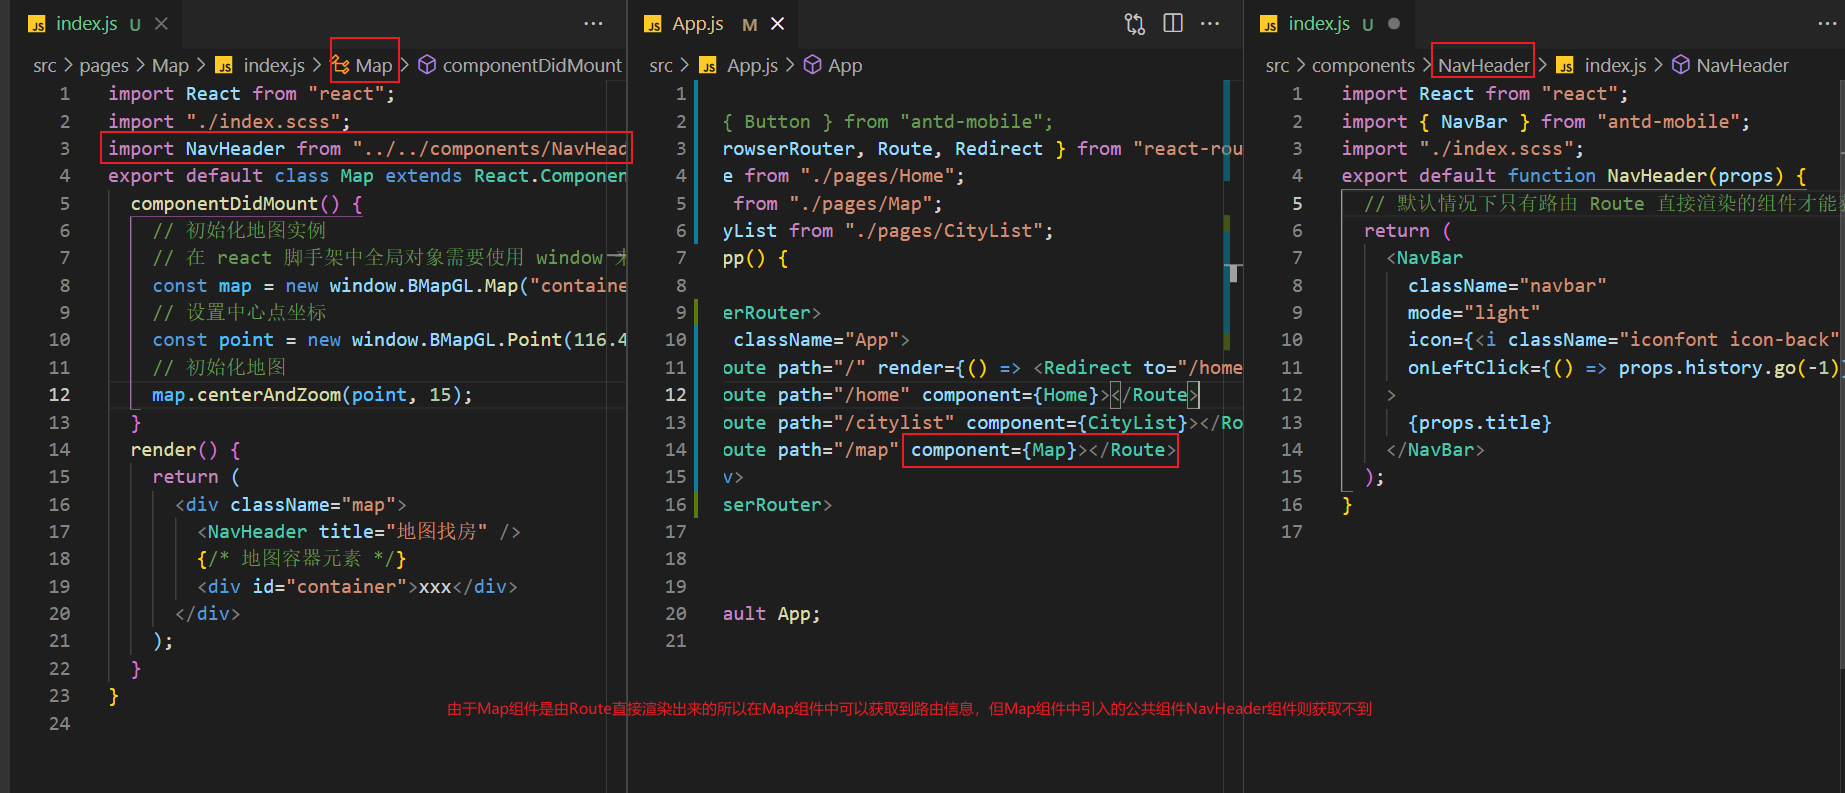 index.js U
src > pages > Map > index.js > Map > componentDidMount
1 import React from "react";
2 import "./index.scss";
3 import NavHeader from "../../components/NavHead
4 export default class Map extends React.Componen
5 componentDidMount() {
6 // 初始化地图实例
7 // 在 react 脚手架中全局对象需要使用 window 来
8 const map = new window.BMapGL.Map("containe
9 // 设置中心点坐标
10 const point = new window.BMapGL.Point(116.4
11 // 初始化地图
12 map.centerAndZoom(point, 15);
13 }
14 render() {
15 return (
16 <div className="map">
17 <NavHeader title="地图找房" />
18 {/* 地图容器元素 */}
19 <div id="container">xxx</div>
20 </div>
21 );
22 }
23 }
24
App.js M
src > App.js > App
1
2 { Button } from "antd-mobile";
3 rowserRouter, Route, Redirect } from "react-rou
4 e from "./pages/Home";
5 from "./pages/Map";
6 yList from "./pages/CityList";
7 pp() {
8
9 erRouter>
10 className="App">
11 oute path="/" render={() => <Redirect to="/home
12 oute path="/home" component={Home}></Route>
13 oute path="/citylist" component={CityList}></Ro
14 oute path="/map" component={Map}></Route>
15 v>
16 serRouter>
17
18
19
20 ault App;
21
index.js U
src > components > NavHeader > index.js > NavHeader
1 import React from "react";
2 import { NavBar } from "antd-mobile";
3 import "./index.scss";
4 export default function NavHeader(props) {
5 // 默认情况下只有路由 Route 直接渲染的组件才能
6 return (
7 <NavBar
8 className="navbar"
9 mode="light"
10 icon={<i className="iconfont icon-back"
11 onLeftClick={() => props.history.go(-1)}
12 >
13 {props.title}
14 </NavBar>
15 );
16 }
17
由于Map组件是由Route直接渲染出来的所以在Map组件中可以获取到路由信息，但Map组件中引入的公共组件NavHeader组件则获取不到